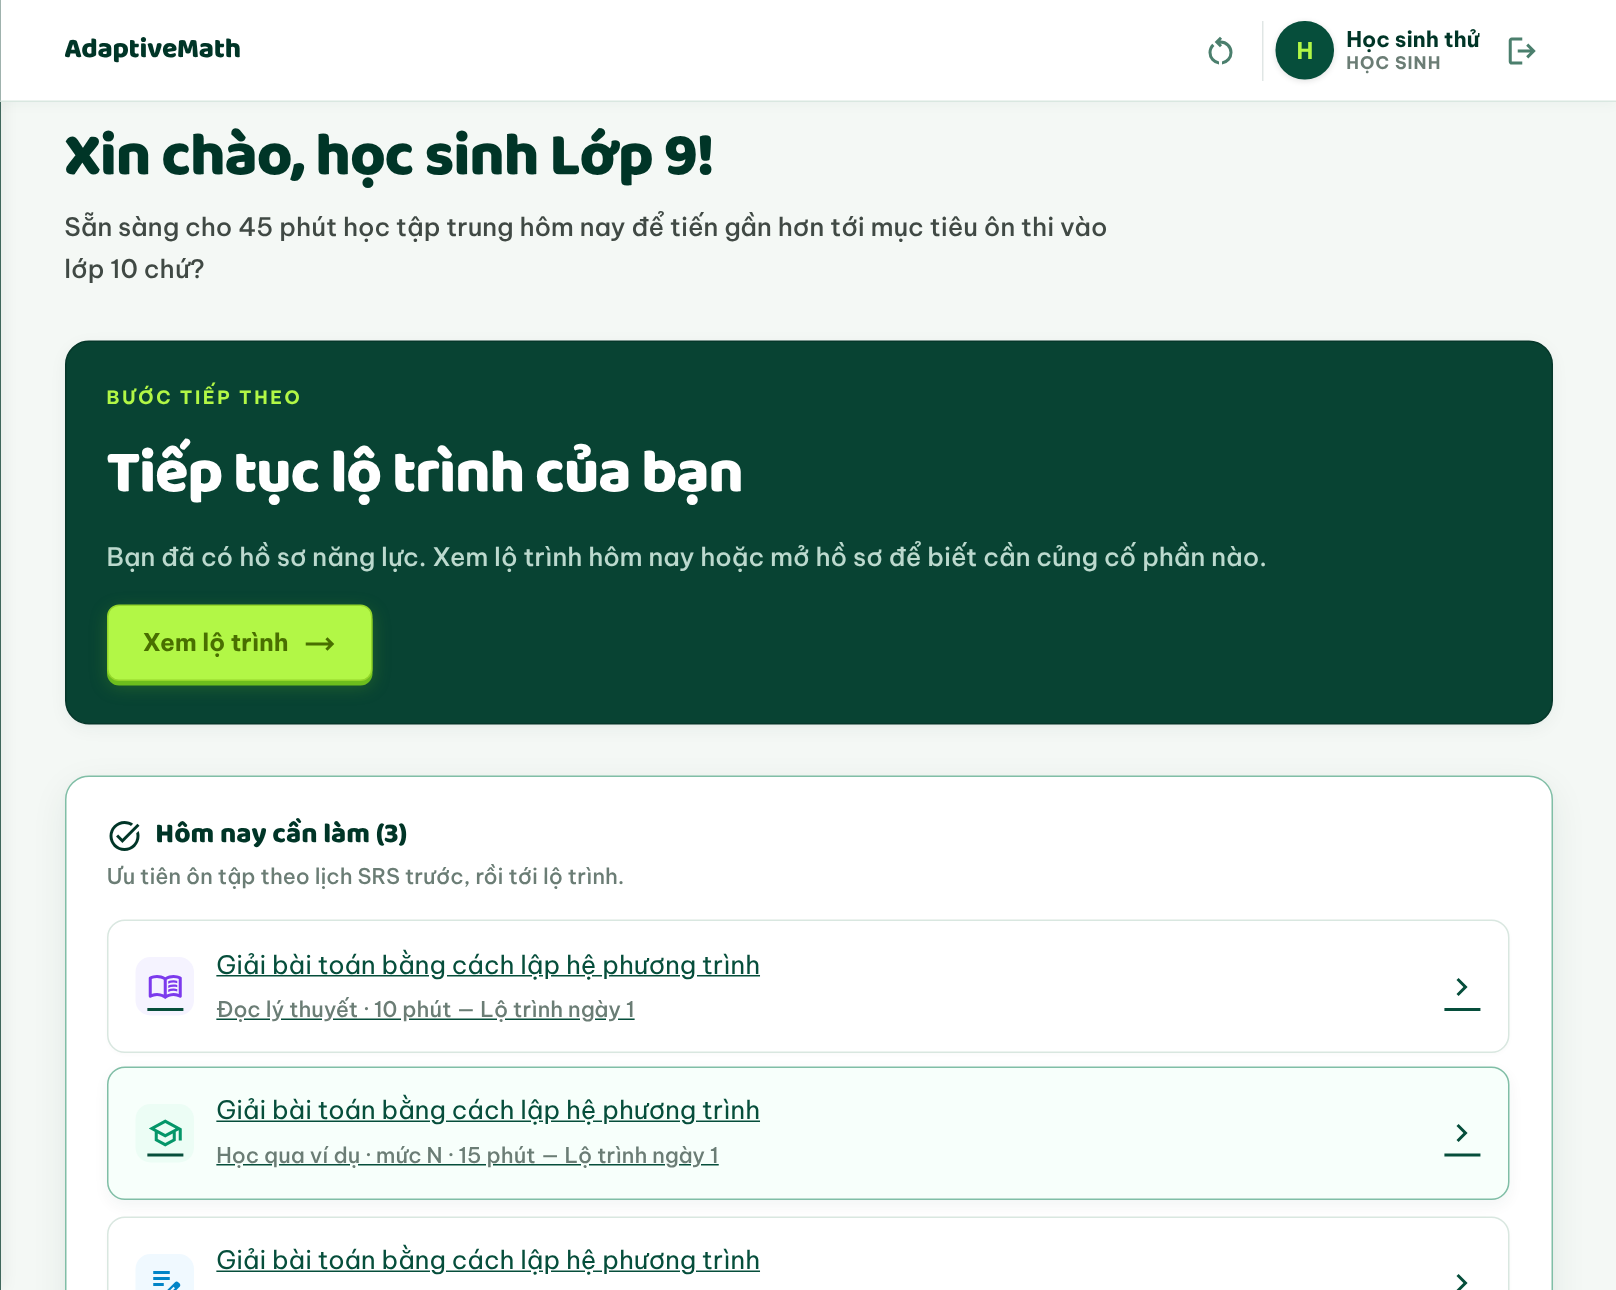 AdaptiveMath
H
Học sinh thử
HỌC SINH
Xin chào, học sinh Lớp 9!
Sẵn sàng cho 45 phút học tập trung hôm nay để tiến gần hơn tới mục tiêu ôn thi vào
lớp 10 chứ?
BƯỚC TIẾP THEO
Tiếp tục lộ trình của bạn
Bạn đã có hồ sơ năng lực. Xem lộ trình hôm nay hoặc mở hồ sơ để biết cần củng cố phần nào.
Xem lộ trình →
Hôm nay cần làm (3)
Ưu tiên ôn tập theo lịch SRS trước, rồi tới lộ trình.
Giải bài toán bằng cách lập hệ phương trình
Đọc lý thuyết · 10 phút — Lộ trình ngày 1
Giải bài toán bằng cách lập hệ phương trình
Học qua ví dụ · mức N · 15 phút — Lộ trình ngày 1
Giải bài toán bằng cách lập hệ phương trình